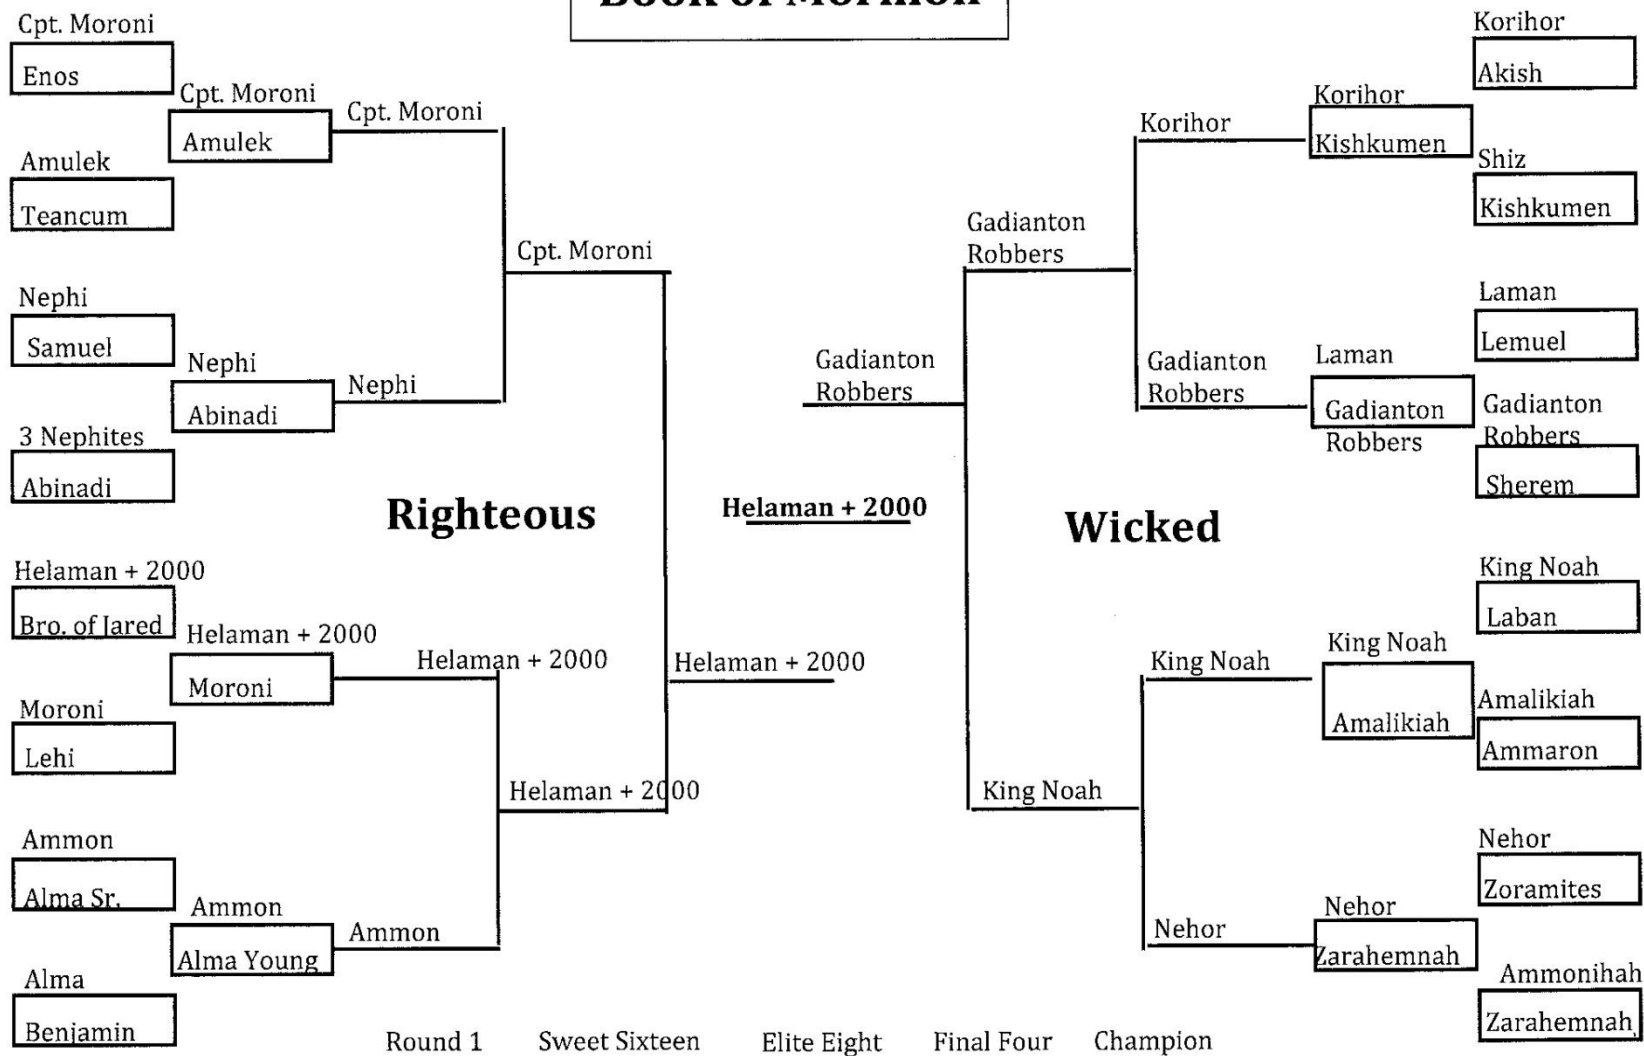 Book of Mormon
Cpt. Moroni
Enos
Cpt. Moroni
Amulek
Cpt. Moroni
Amulek
Teancum
Cpt. Moroni
Nephi
Samuel
Nephi
Abinadi
Nephi
3 Nephites
Abinadi
Righteous
Helaman + 2000
Bro. of Jared
Helaman + 2000
Moroni
Helaman + 2000
Moroni
Lehi
Helaman + 2000
Helaman + 2000
Ammon
Alma Sr.
Ammon
Alma Young
Ammon
Alma
Benjamin
Helaman + 2000
Gadianton
Robbers
Gadianton
Robbers
Korihor
Korihor
Kishkumen
Korihor
Akish
Shiz
Kishkumen
Gadianton
Robbers
Laman
Gadianton
Robbers
Laman
Lemuel
Gadianton
Robbers
Sherem
Wicked
King Noah
King Noah
King Noah
Amalikiah
King Noah
Laban
Amalikiah
Ammaron
Nehor
Nehor
Zarahemnah
Nehor
Zoramites
Ammonihah
Zarahemnah
Round 1
Sweet Sixteen
Elite Eight
Final Four
Champion